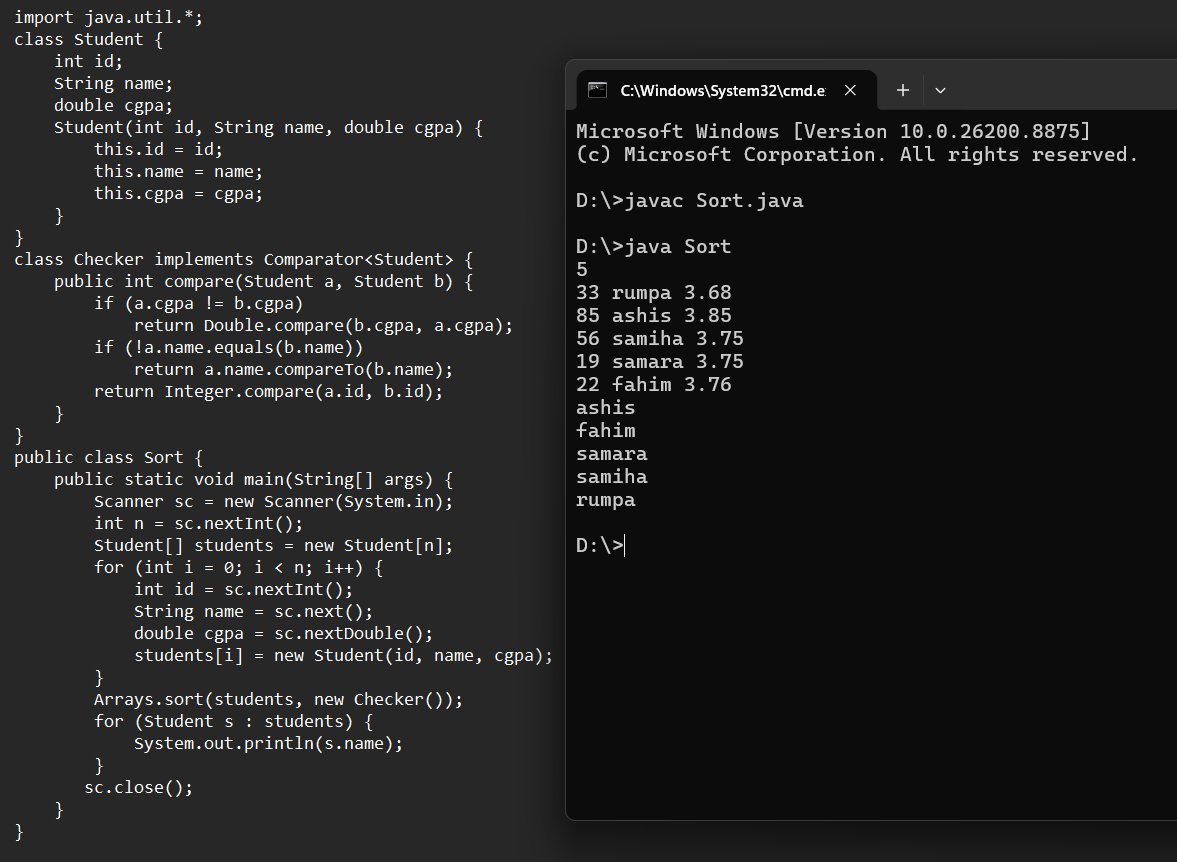 import java.util.*;
class Student {
    int id;
    String name;
    double cgpa;
    Student(int id, String name, double cgpa) {
        this.id = id;
        this.name = name;
        this.cgpa = cgpa;
    }
}
class Checker implements Comparator<Student> {
    public int compare(Student a, Student b) {
        if (a.cgpa != b.cgpa)
            return Double.compare(b.cgpa, a.cgpa);
        if (!a.name.equals(b.name))
            return a.name.compareTo(b.name);
        return Integer.compare(a.id, b.id);
    }
}
public class Sort {
    public static void main(String[] args) {
        Scanner sc = new Scanner(System.in);
        int n = sc.nextInt();
        Student[] students = new Student[n];
        for (int i = 0; i < n; i++) {
            int id = sc.nextInt();
            String name = sc.next();
            double cgpa = sc.nextDouble();
            students[i] = new Student(id, name, cgpa);
        }
        Arrays.sort(students, new Checker());
        for (Student s : students) {
            System.out.println(s.name);
        }
       sc.close();
    }
}
C:\Windows\System32\cmd.e
Microsoft Windows [Version 10.0.26200.8875]
(c) Microsoft Corporation. All rights reserved.
D:\>javac Sort.java
D:\>java Sort
5
33 rumpa 3.68
85 ashis 3.85
56 samiha 3.75
19 samara 3.75
22 fahim 3.76
ashis
fahim
samara
samiha
rumpa
D:\>